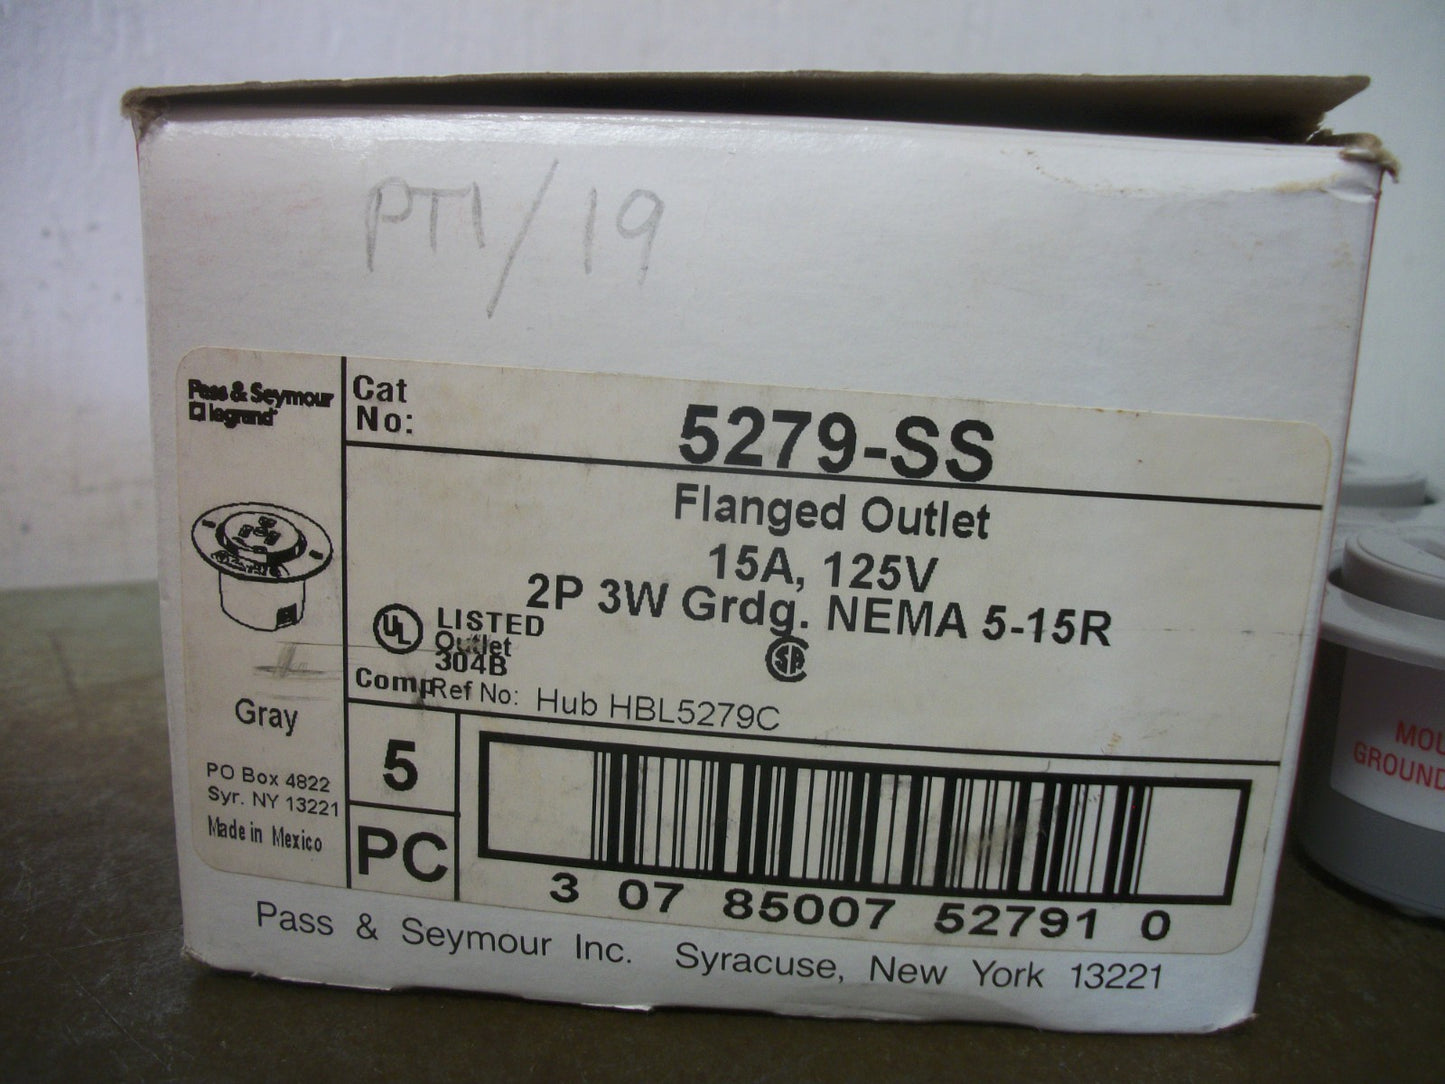 PT1/19
Pass & Seymour
legrand
Cat
No:
5279-SS
Flanged Outlet
15A, 125V
2P 3W Grdg. NEMA 5-15R
UL
LISTED
Outlet
304B
Comp Ref No: Hub HBL5279C
Gray
PO Box 4822
Syr. NY 13221
Made in Mexico
5
PC
3 07 85007 52791 0
Pass & Seymour Inc. Syracuse, New York 13221
GROUND